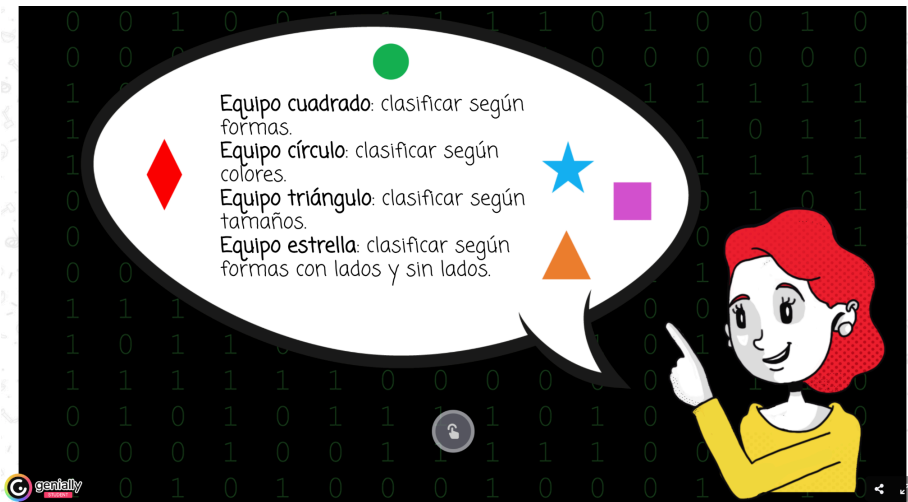 Equipo cuadrado: clasificar según
formas.
Equipo círculo: clasificar según
colores.
Equipo triángulo: clasificar según
tamaños.
Equipo estrella: clasificar según
formas con lados y sin lados.
genially
STUDENT